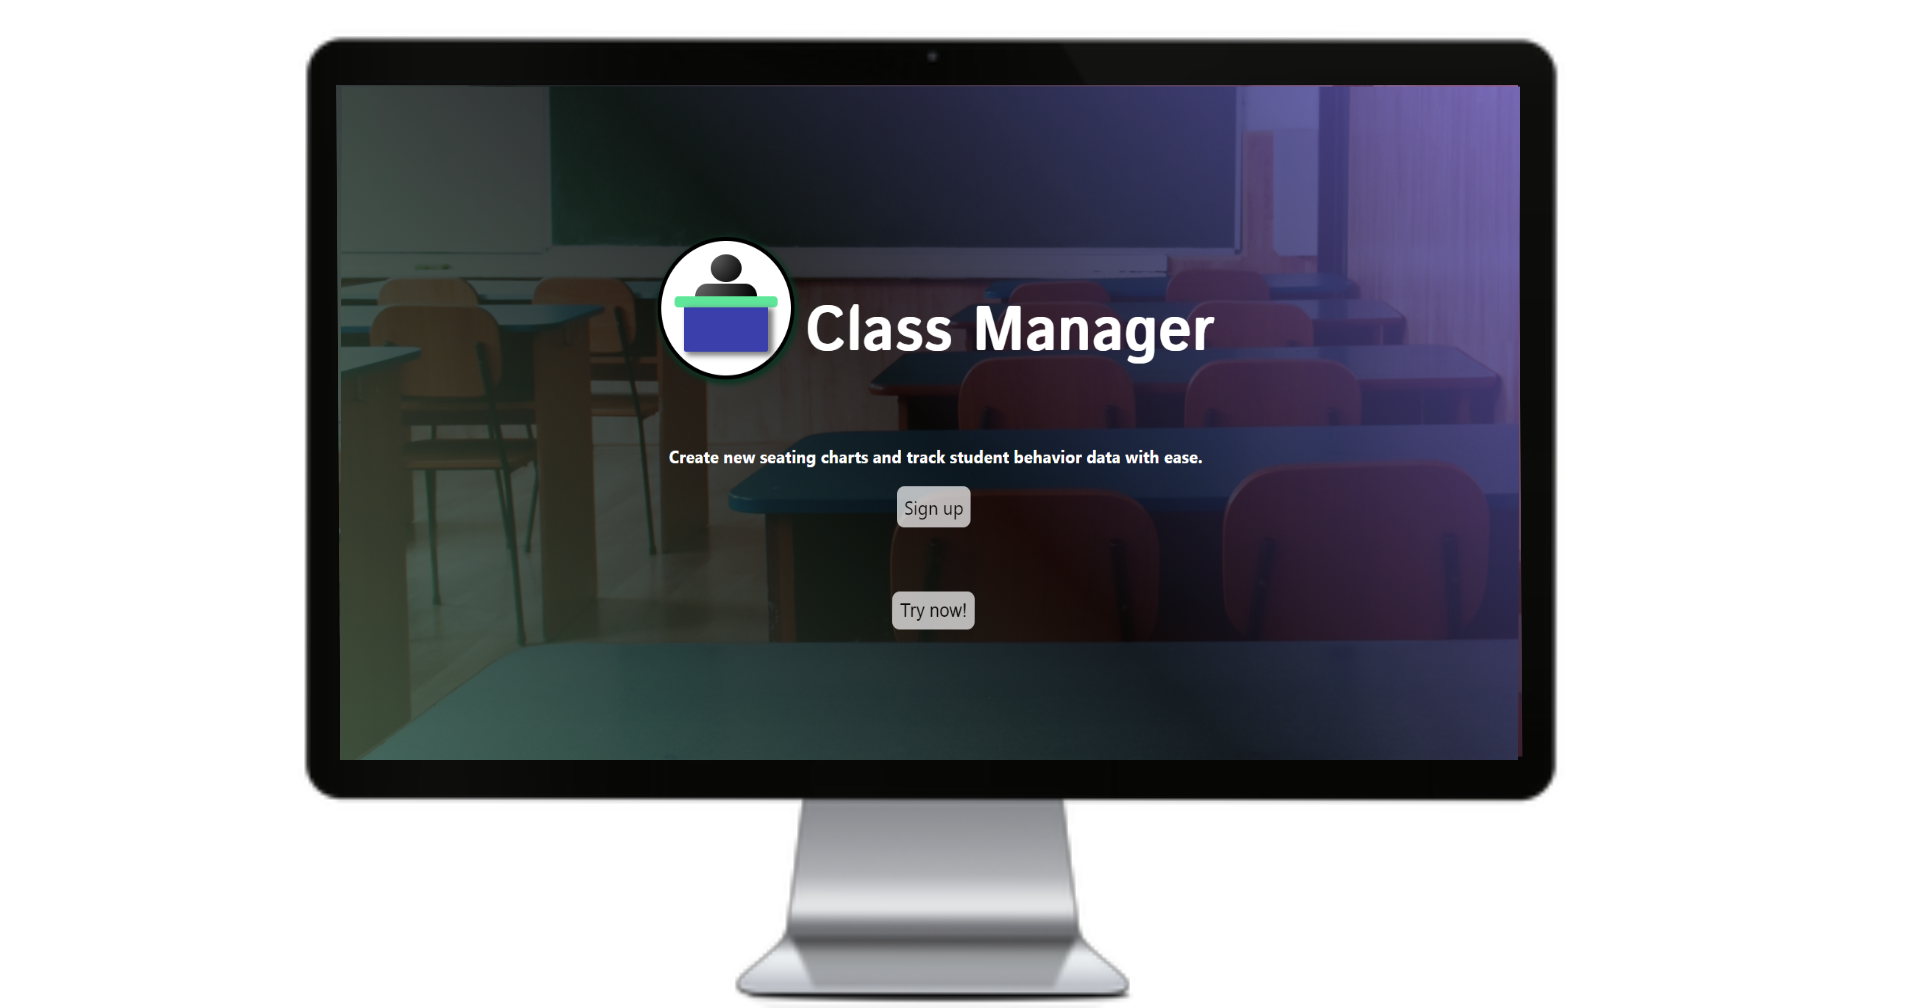 Class Manager
Create new seating charts and track student behavior data with ease.
Sign up
Try now!